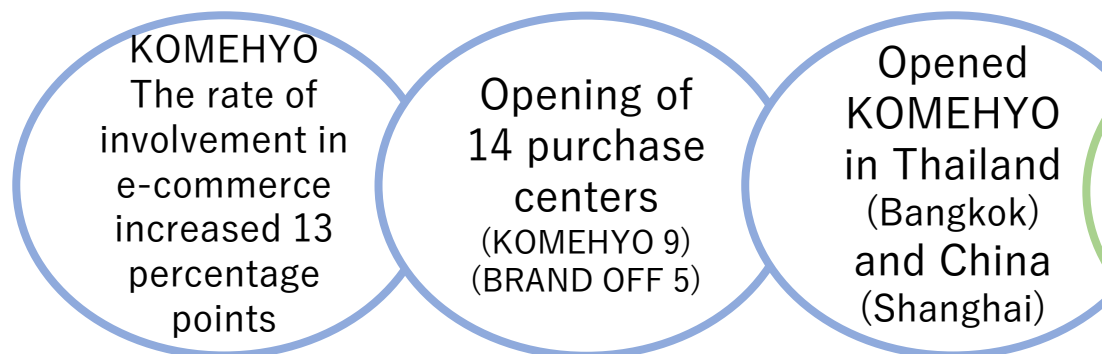 KOMEHYO
The rate of
involvement in
e-commerce
increased 13
percentage
points
Opening of
14 purchase
centers
(KOMEHYO 9)
(BRAND OFF 5)
Opened
KOMEHYO
in Thailand
(Bangkok)
and China
(Shanghai)